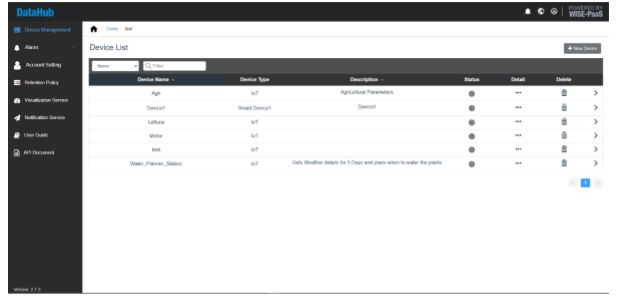 DataHub
POWERED BY
WISE-PaaS
Device Management
Demo / test
Alarm
Device List
+ New Device
Account Setting
Name
Filter
Retention Policy
Device Name
Device Type
Description
Status
Detail
Delete
Agri
IoT
Agricultural Parameters
Visualization Service
Device1
Smart Device1
Device1
Notification Service
Lettuce
IoT
User Guide
Motor
IoT
test
IoT
API Document
Water_Planner_Station
IoT
Gets Weather details for 5 Days and plans when to water the plants
1
Version: 2.1.5